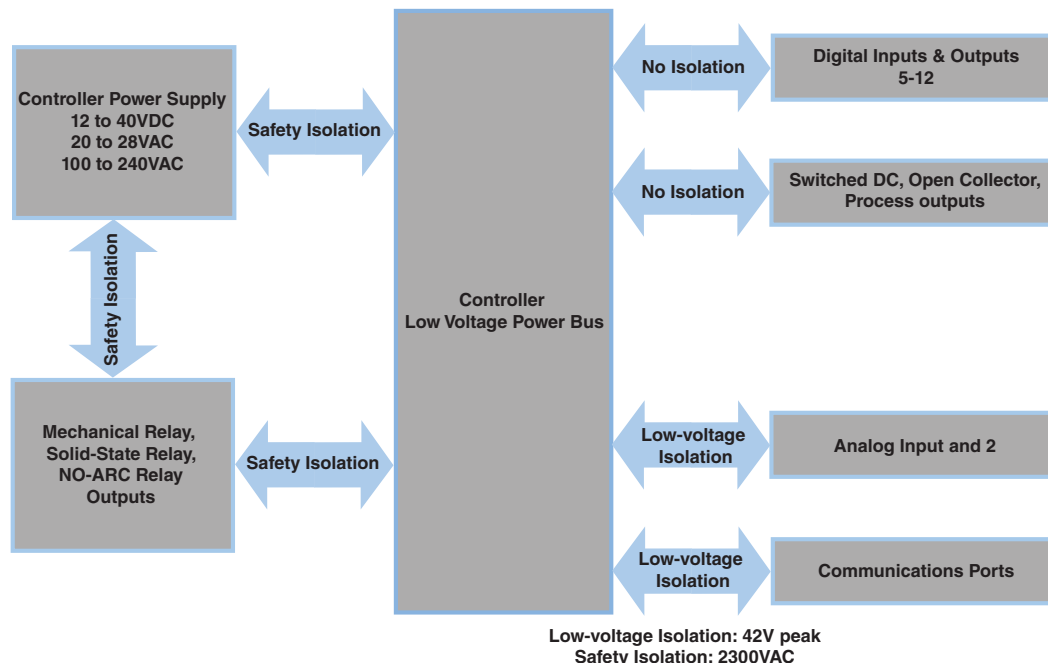 Controller Power Supply
12 to 40VDC
20 to 28VAC
100 to 240VAC
Safety Isolation
Safety Isolation
Mechanical Relay,
Solid-State Relay,
NO-ARC Relay
Outputs
Safety Isolation
Controller
Low Voltage Power Bus
No Isolation
Digital Inputs & Outputs
5-12
No Isolation
Switched DC, Open Collector,
Process outputs
Low-voltage
Isolation
Analog Input and 2
Low-voltage
Isolation
Communications Ports
Low-voltage Isolation: 42V peak
Safety Isolation: 2300VAC